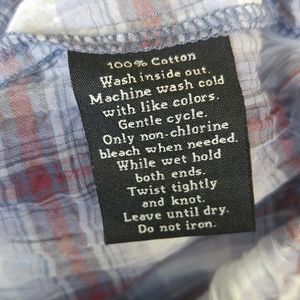 100% Cotton
Wash inside out.
Machine wash cold
with like colors.
Gentle cycle.
Only non-chlorine
bleach when needed.
While wet hold
both ends.
Twist tightly
and knot.
Leave until dry.
Do not iron.